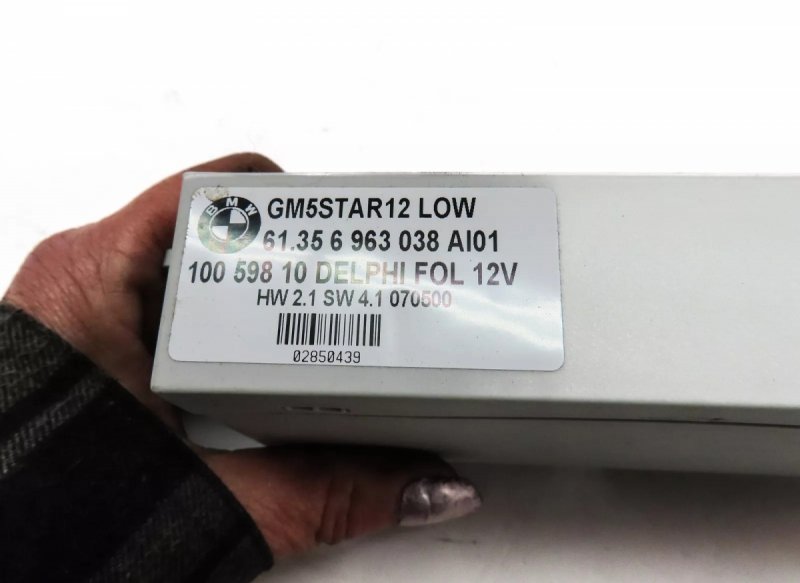 BMW
GM5STAR12 LOW
61.35 6 963 038 AI01
100 598 10 DELPHI FOL 12V
HW 2.1 SW 4.1 070500
02850439